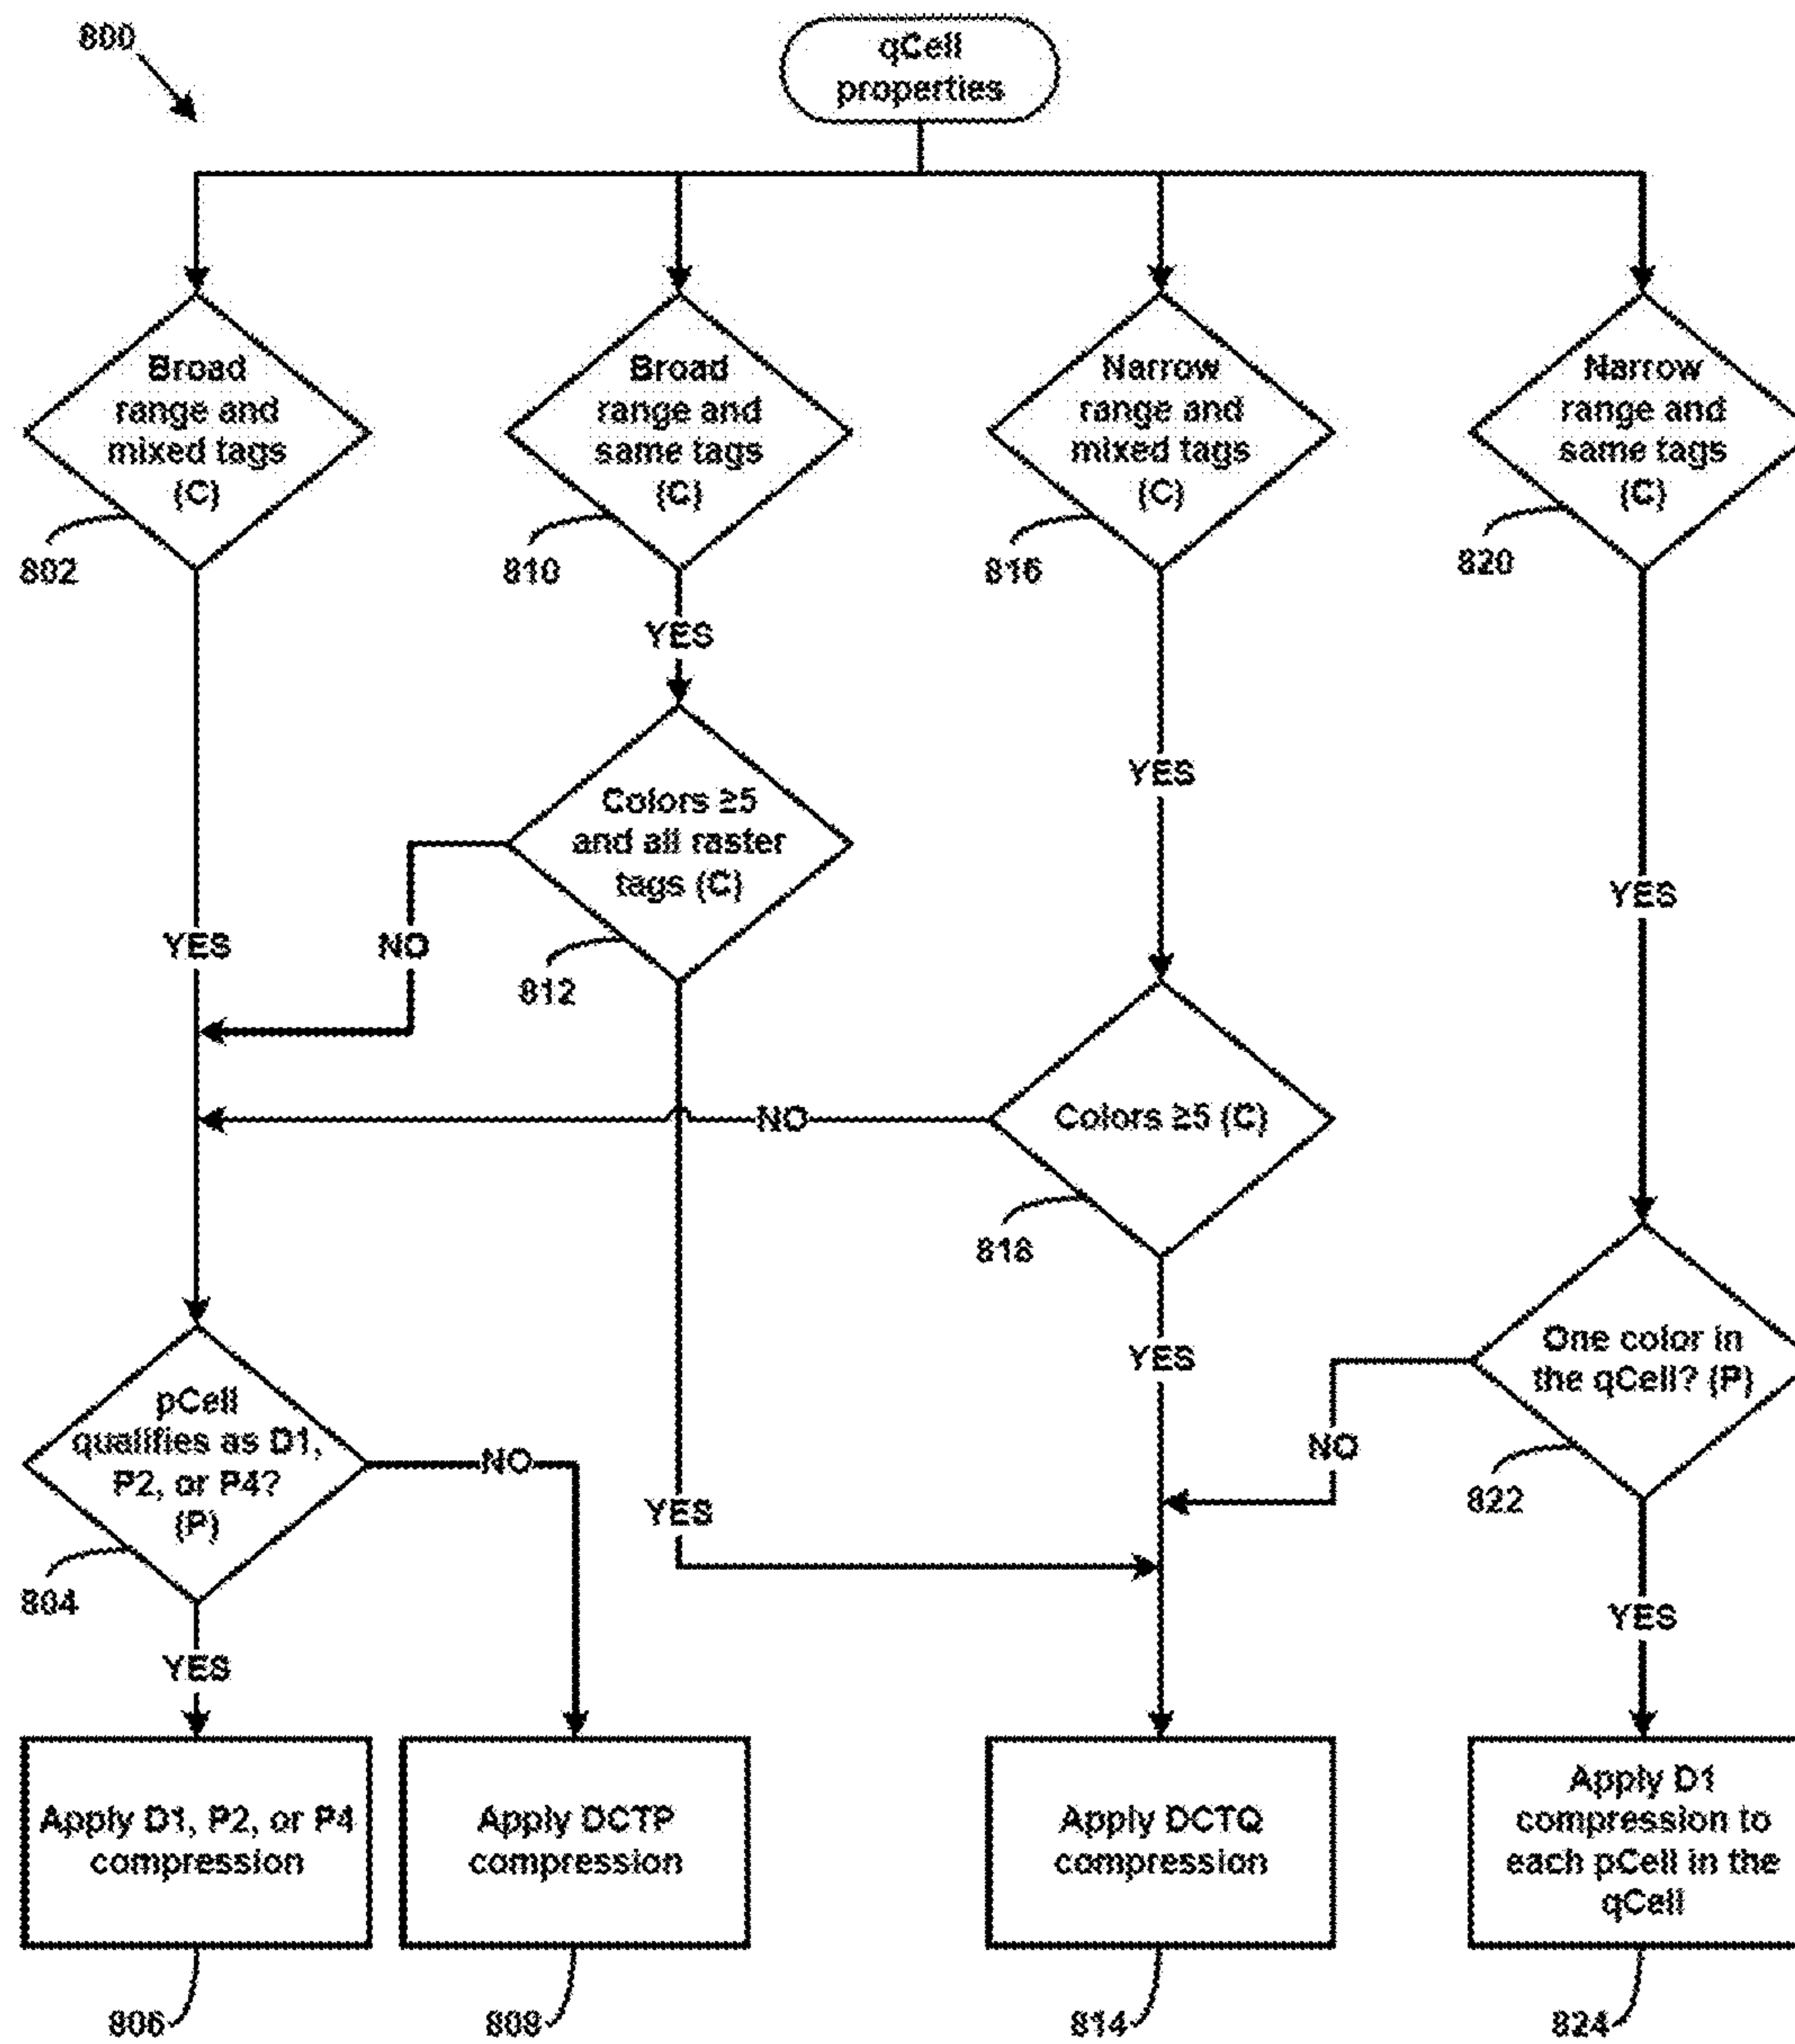 800
qCell
properties
Broad
range and
mixed tags
(C)
802
Broad
range and
same tags
(C)
810
Narrow
range and
mixed tags
(C)
816
Narrow
range and
same tags
(C)
820
YES
Colors ≥5
and all raster
tags (C)
812
YES
YES
YES
NO
NO
Colors ≥5 (C)
818
One color in
the qCell? (P)
822
YES
NO
pCell
qualifies as D1,
P2, or P4?
(P)
804
NO
YES
YES
YES
Apply D1, P2, or P4
compression
806
Apply DCTP
compression
808
Apply DCTQ
compression
814
Apply D1
compression to
each pCell in the
qCell
824